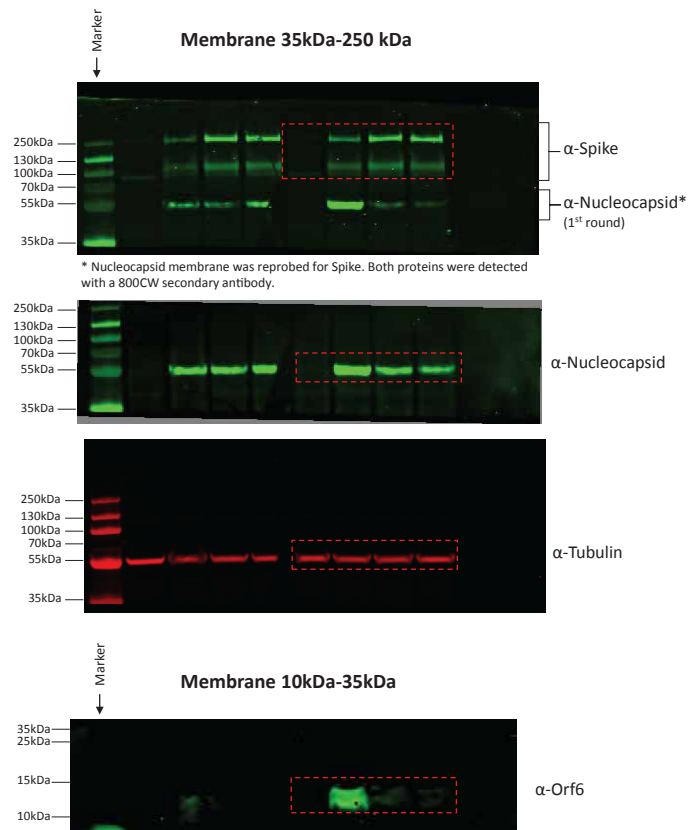 Marker
Membrane 35kDa-250 kDa
250kDa
130kDa
100kDa
70kDa
55kDa
35kDa
α-Spike
α-Nucleocapsid*
(1st round)
* Nucleocapsid membrane was reprobed for Spike. Both proteins were detected
with a 800CW secondary antibody.
250kDa
130kDa
100kDa
70kDa
55kDa
35kDa
α-Nucleocapsid
250kDa
130kDa
100kDa
70kDa
55kDa
35kDa
α-Tubulin
Marker
Membrane 10kDa-35kDa
35kDa
25kDa
15kDa
10kDa
α-Orf6